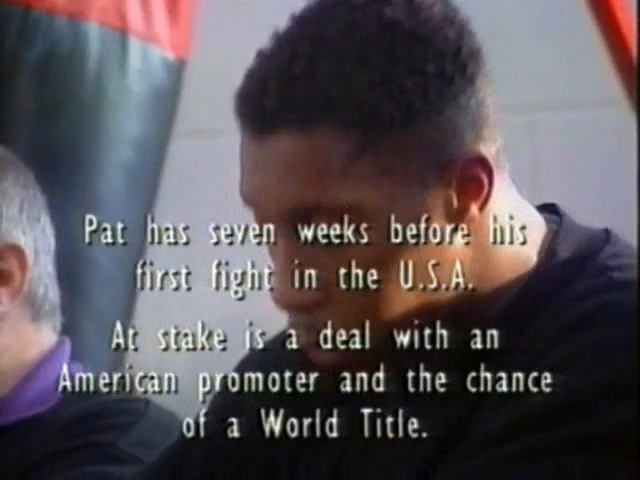 Pat has seven weeks before his
first fight in the U.S.A.
At stake is a deal with an
American promoter and the chance
of a World Title.